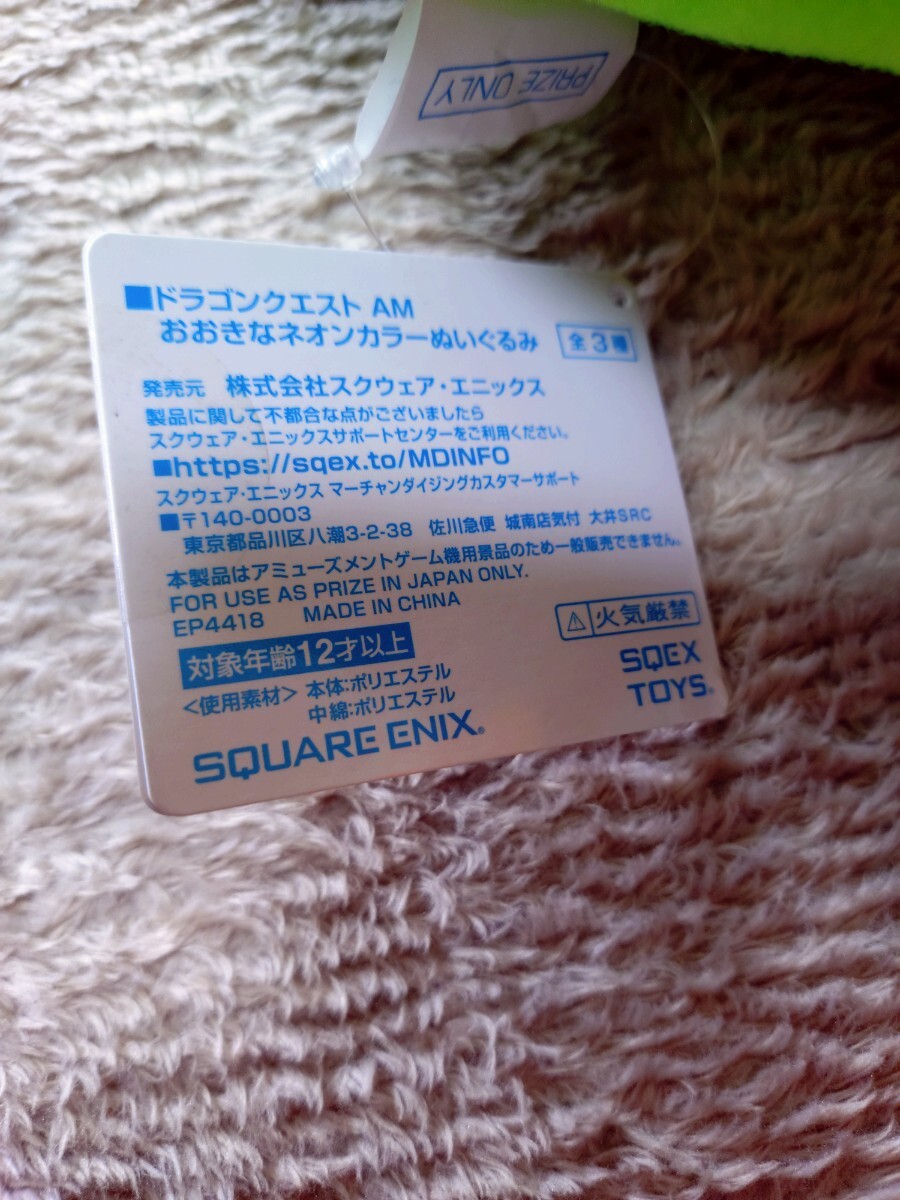 PRIZE ONLY
■ドラゴンクエスト AM
おおきなネオンカラーぬいぐるみ 全3種
発売元 株式会社スクウェア・エニックス
製品に関して不都合な点がございましたら
スクウェア・エニックスサポートセンターをご利用ください。
■https://sqex.to/MDINFO
スクウェア・エニックス マーチャンダイジングカスタマーサポート
■〒140-0003
東京都品川区八潮3-2-38 佐川急便 城南店気付 大井SRC
本製品はアミューズメントゲーム機用景品のため一般販売できません。
FOR USE AS PRIZE IN JAPAN ONLY.
EP4418 MADE IN CHINA
⚠火気厳禁
対象年齢12才以上
<使用素材> 本体:ポリエステル
中綿:ポリエステル
SQEX
TOYS®
SQUARE ENIX®